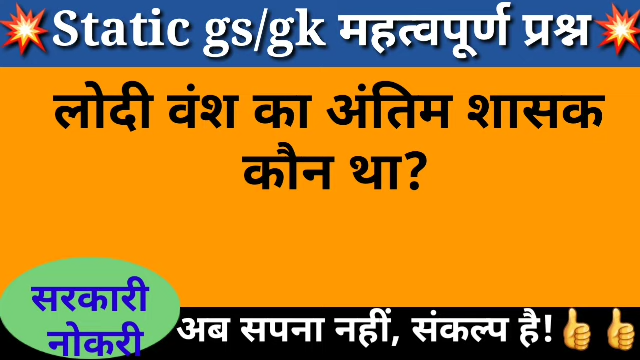 💥Static gs/gk महत्वपूर्ण प्रश्न💥
लोदी वंश का अंतिम शासक
कौन था?
सरकारी
नोकरी
अब सपना नहीं, संकल्प है!👍👍